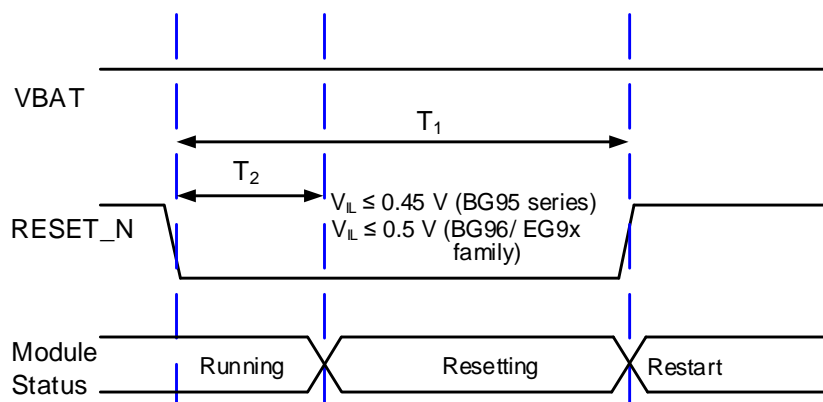 VBAT
T1
T2
VIL ≤ 0.45 V (BG95 series)
RESET_N
VIL ≤ 0.5 V (BG96/ EG9x
family)
Module
Status
Running
Resetting
Restart